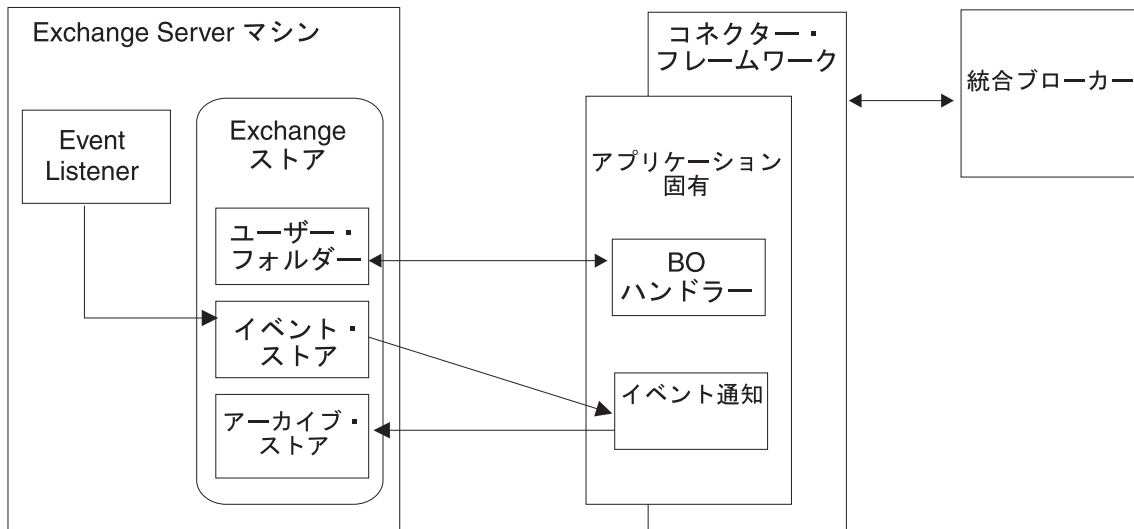 Exchange Server マシン
Event
Listener
Exchange
ストア
ユーザー・
フォルダー
イベント・
ストア
アーカイブ・
ストア
コネクター・
フレームワーク
アプリケーション
固有
BO
ハンドラー
イベント通知
統合ブローカー